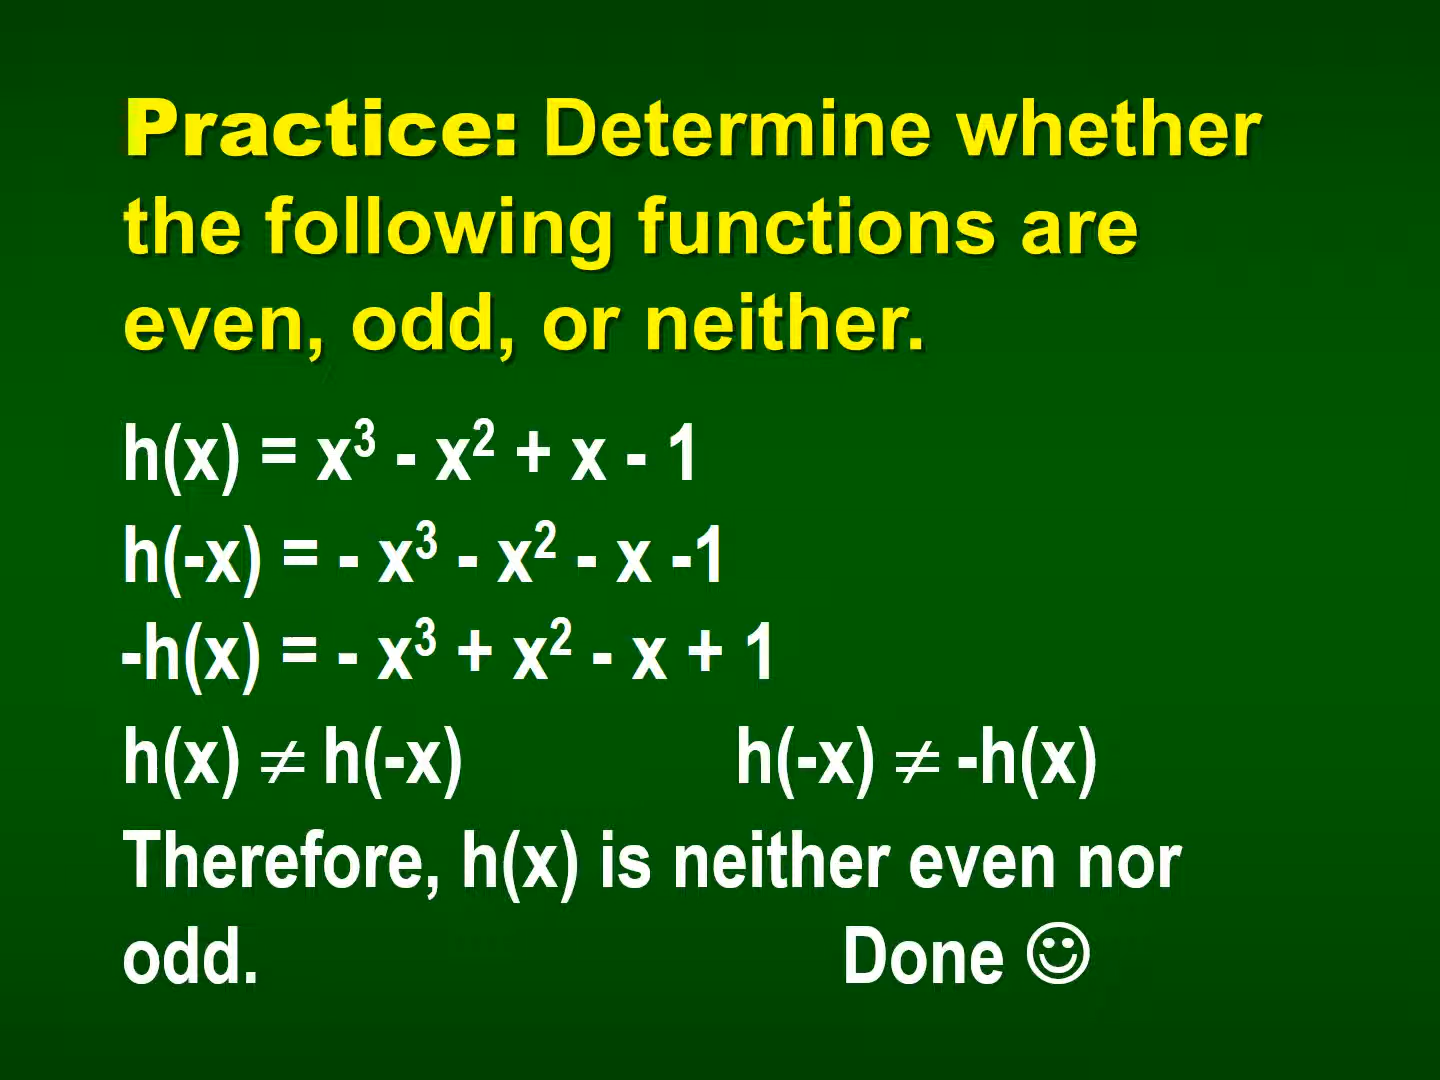 Practice: Determine whether
the following functions are
even, odd, or neither.
h(x) = x³ - x² + x - 1
h(-x) = - x³ - x² - x -1
-h(x) = - x³ + x² - x + 1
h(x) ≠ h(-x) h(-x) ≠ -h(x)
Therefore, h(x) is neither even nor
odd. Done ☺